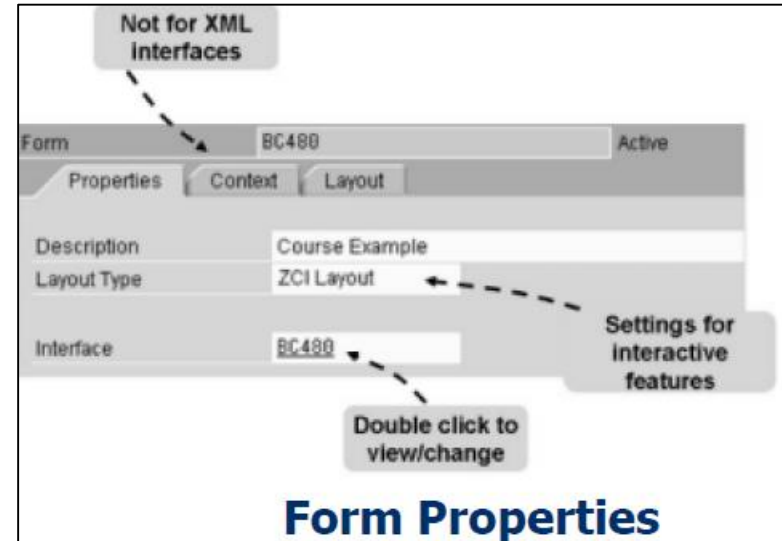 Not for XML
interfaces
Form BC480 Active
Properties Context Layout
Description Course Example
Layout Type ZCI Layout
Settings for
interactive
features
Interface BC480
Double click to
view/change
Form Properties